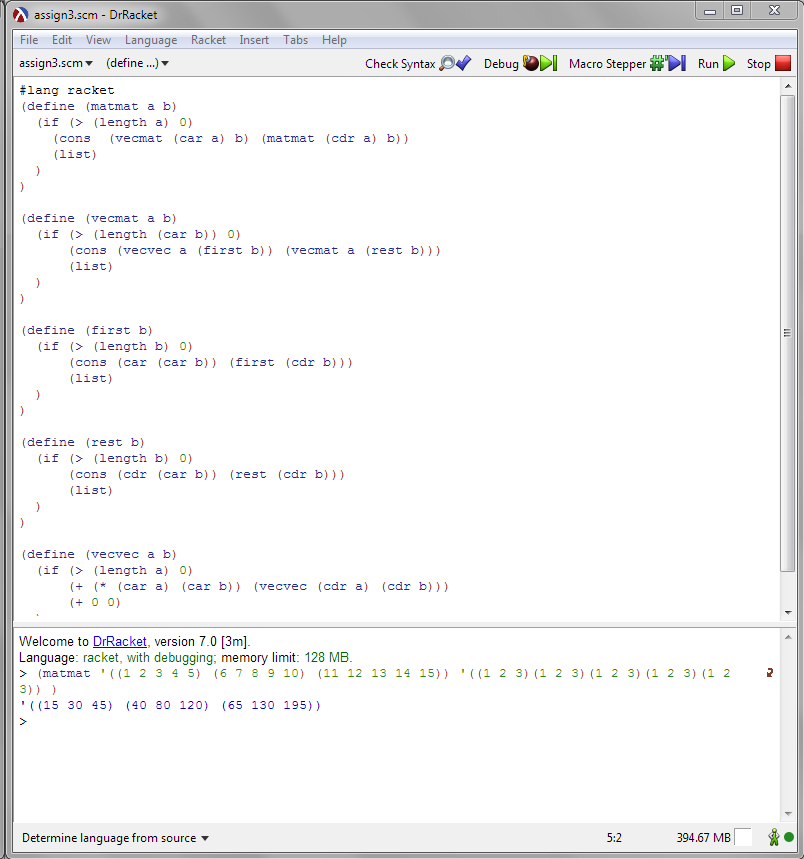 assign3.scm - DrRacket
File Edit View Language Racket Insert Tabs Help
assign3.scm (define ...) Check Syntax Debug Macro Stepper Run Stop
#lang racket
(define (matmat a b)
  (if (> (length a) 0)
    (cons  (vecmat (car a) b) (matmat (cdr a) b))
    (list)
  )
)

(define (vecmat a b)
  (if (> (length (car b)) 0)
      (cons (vecvec a (first b)) (vecmat a (rest b)))
      (list)
  )
)

(define (first b)
  (if (> (length b) 0)
      (cons (car (car b)) (first (cdr b)))
      (list)
  )
)

(define (rest b)
  (if (> (length b) 0)
      (cons (cdr (car b)) (rest (cdr b)))
      (list)
  )
)

(define (vecvec a b)
  (if (> (length a) 0)
      (+ (* (car a) (car b)) (vecvec (cdr a) (cdr b)))
      (+ 0 0)
Welcome to DrRacket, version 7.0 [3m].
Language: racket, with debugging; memory limit: 128 MB.
> (matmat '((1 2 3 4 5) (6 7 8 9 10) (11 12 13 14 15)) '((1 2 3)(1 2 3)(1 2 3)(1 2 3)(1 2
3)) )
'((15 30 45) (40 80 120) (65 130 195))
>
Determine language from source 5:2 394.67 MB